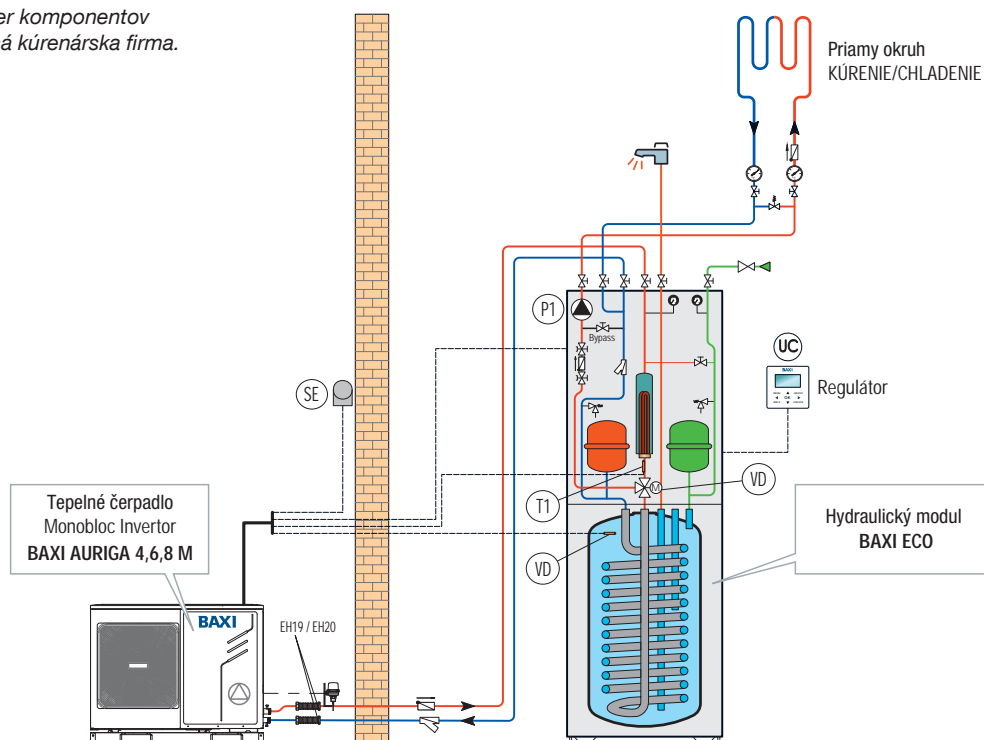 er komponentov
á kúrenárska firma.
Priamy okruh
KÚRENIE/CHLADENIE
P1
Bypass
UC
BAXI
OK
Regulátor
SE
T1
M
VD
VD
Tepelné čerpadlo
Monobloc Invertor
BAXI AURIGA 4,6,8 M
Hydraulický modul
BAXI ECO
BAXI
EH19 / EH20